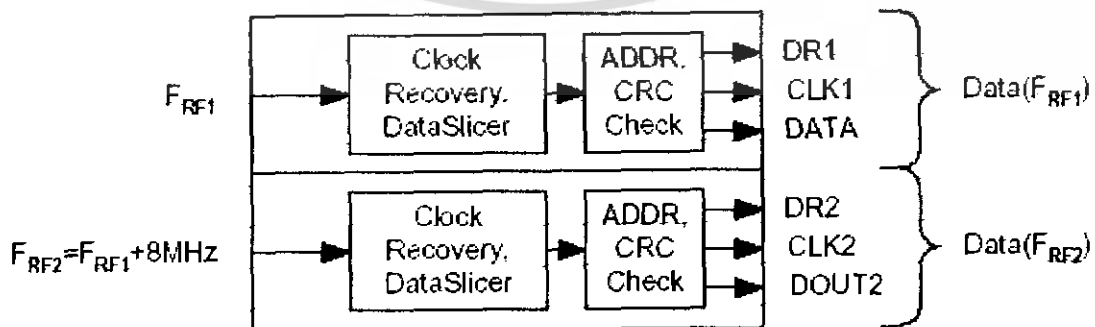 F_RF1
Clock
Recovery.
DataSlicer
ADDR.
CRC
Check
DR1
CLK1
DATA
Data(F_RF1)
F_RF2=F_RF1+8MHz
Clock
Recovery,
DataSlicer
ADDR,
CRC
Check
DR2
CLK2
DOUT2
Data(F_RF2)